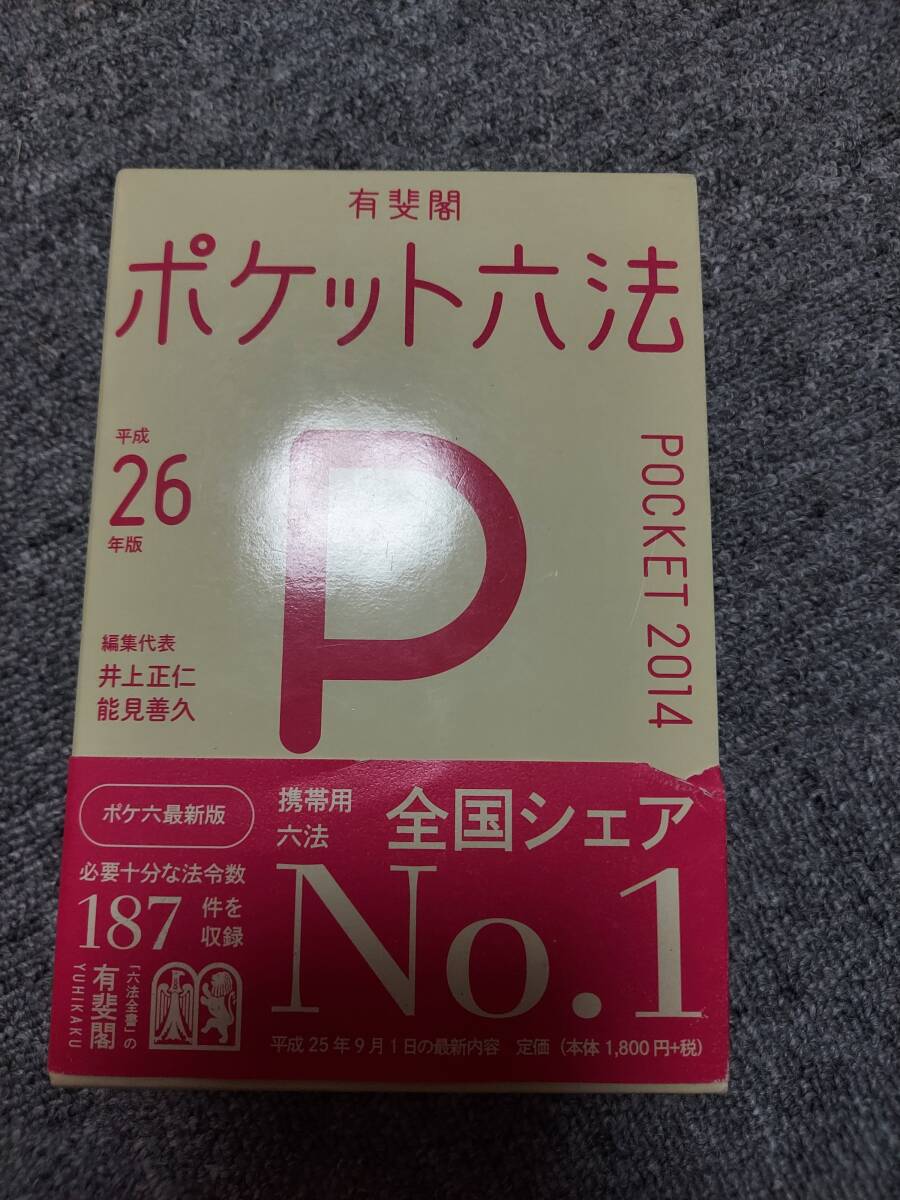 有斐閣
ポケット六法
平成
26
年版
P
POCKET 2014
編集代表
井上正仁
能見善久
ポケ六最新版
必要十分な法令数
187件を
収録
「六法全書」の
有斐閣
YUHIKAKU
携帯用
六法
全国シェア
No.1
平成25年9月1日の最新内容 定価（本体1,800円+税）